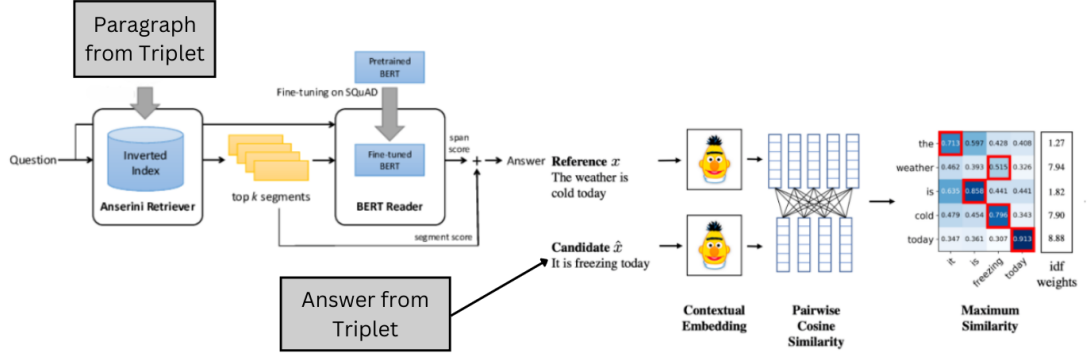 Paragraph
from Triplet
Pretrained
BERT
Fine-tuning on SQuAD
Question
Inverted
Index
Anserini Retriever
top k segments
Fine-tuned
BERT
BERT Reader
span
score
+
segment score
Answer
Reference x
The weather is
cold today
Candidate x̂
It is freezing today
Answer from
Triplet
Contextual
Embedding
Pairwise
Cosine
Similarity
the 0.713 0.597 0.428 0.408 1.27
weather 0.462 0.393 0.515 0.326 7.94
is 0.635 0.858 0.441 0.441 1.82
cold 0.479 0.454 0.796 0.343 7.90
today 0.347 0.361 0.307 0.913 8.88
it is freezing today
idf
weights
Maximum
Similarity